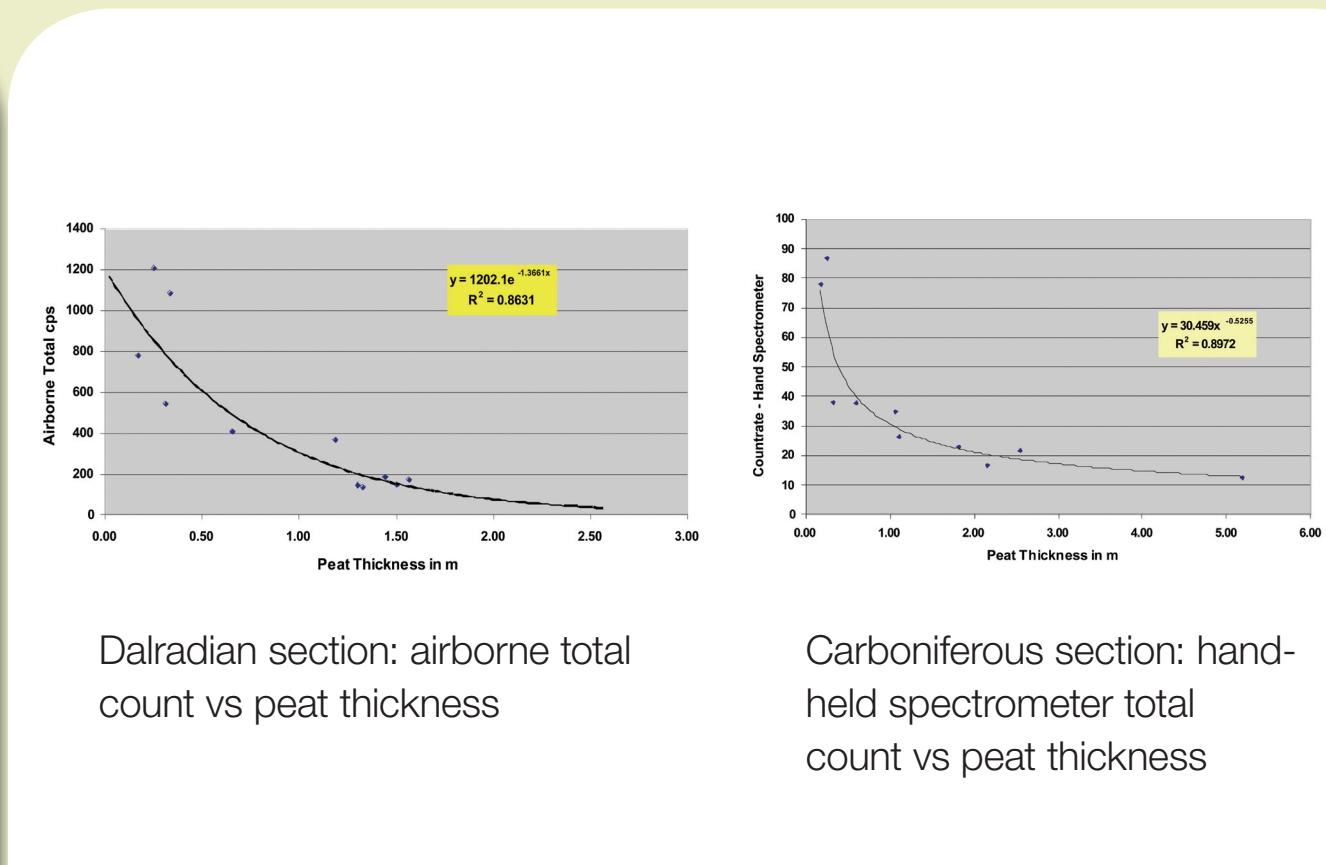 1400
1200
1000
800
600
400
200
0
Airborne Total cps
y = 1202.1e -1.3661x
R2 = 0.8631
0.00 0.50 1.00 1.50 2.00 2.50 3.00
Peat Thickness in m
Dalradian section: airborne total
count vs peat thickness
100
90
80
70
60
50
40
30
20
10
0
Countrate - Hand Spectrometer
y = 30.459x -0.5255
R2 = 0.8972
0.00 1.00 2.00 3.00 4.00 5.00 6.00
Peat Thickness in m
Carboniferous section: hand-
held spectrometer total
count vs peat thickness